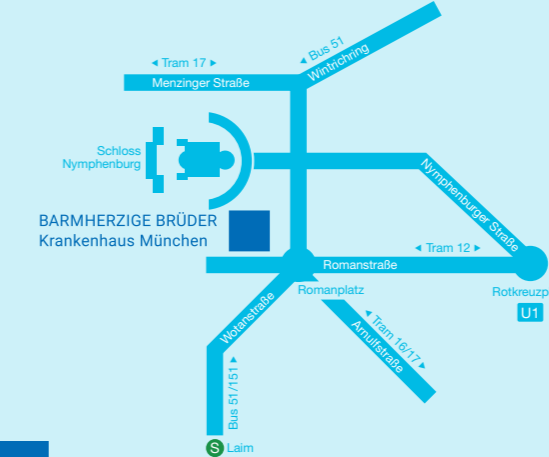 Bus 51
Wintrichring
◄ Tram 17 ►
Menzinger Straße
Schloss
Nymphenburg
Nymphenburger Straße
BARMHERZIGE BRÜDER
Krankenhaus München
◄ Tram 12 ►
Romanstraße
Romanplatz
Rotkreuzp
U1
Wotanstraße
◄ Tram 16/17 ►
Arnulfstraße
Bus 51/151 ►
S Laim